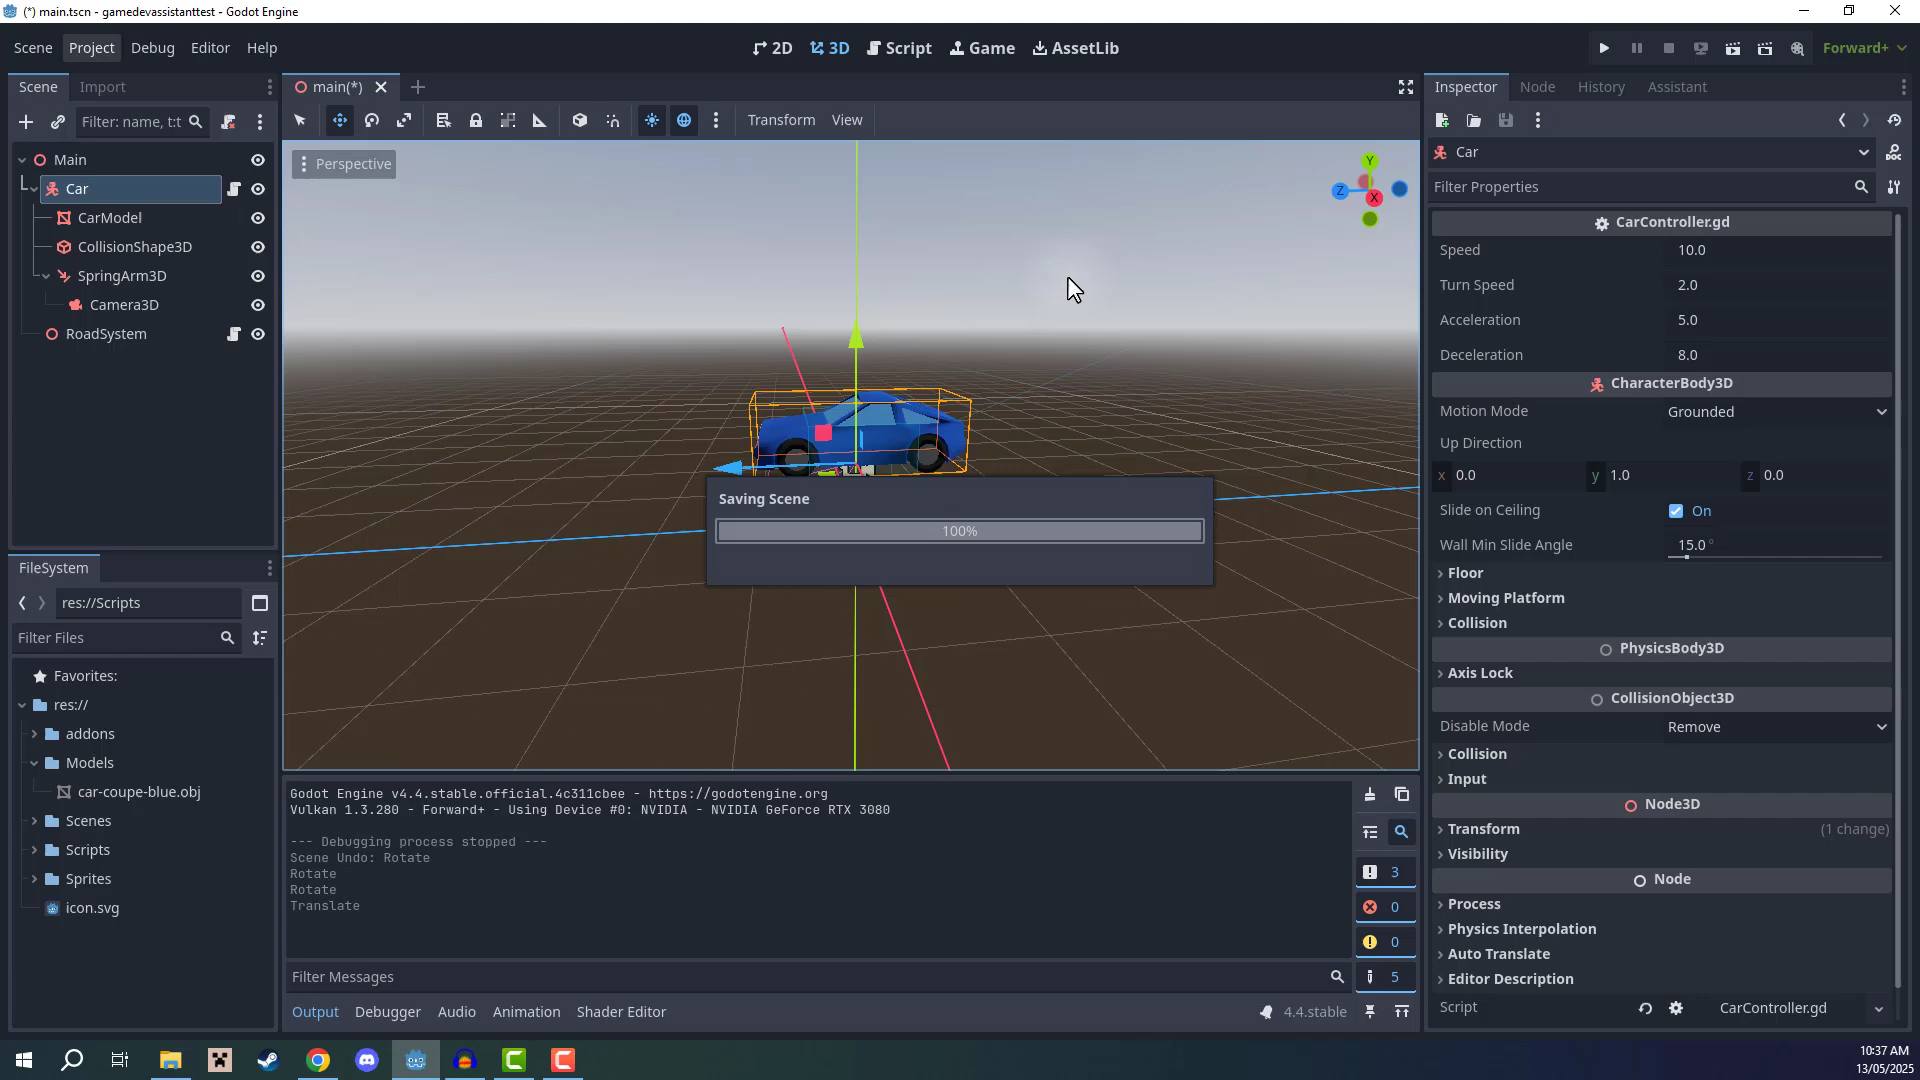 (*) main.tscn - gamedevassistanttest - Godot Engine
Scene Project Debug Editor Help
2D 3D Script Game AssetLib
Forward+
Scene Import
main(*)
Inspector Node History Assistant
Filter: name, t:t
Transform View
Main
Car
CarModel
CollisionShape3D
SpringArm3D
Camera3D
RoadSystem
Perspective
Y
Z
X
Saving Scene
100%
Car
DOC
Filter Properties
CarController.gd
Speed 10.0
Turn Speed 2.0
Acceleration 5.0
Deceleration 8.0
CharacterBody3D
Motion Mode Grounded
Up Direction
x 0.0 y 1.0 z 0.0
Slide on Ceiling On
Wall Min Slide Angle 15.0 °
Floor
Moving Platform
Collision
PhysicsBody3D
Axis Lock
CollisionObject3D
Disable Mode Remove
Collision
Input
Node3D
Transform (1 change)
Visibility
Node
Process
Physics Interpolation
Auto Translate
Editor Description
Script CarController.gd
FileSystem
res://Scripts
Filter Files
Favorites:
res://
addons
Models
car-coupe-blue.obj
Scenes
Scripts
Sprites
icon.svg
Godot Engine v4.4.stable.official.4c311cbee - https://godotengine.org
Vulkan 1.3.280 - Forward+ - Using Device #0: NVIDIA - NVIDIA GeForce RTX 3080
--- Debugging process stopped ---
Scene Undo: Rotate
Rotate
Rotate
Translate
3
0
0
5
Filter Messages
Output Debugger Audio Animation Shader Editor
4.4.stable
10:37 AM
13/05/2025